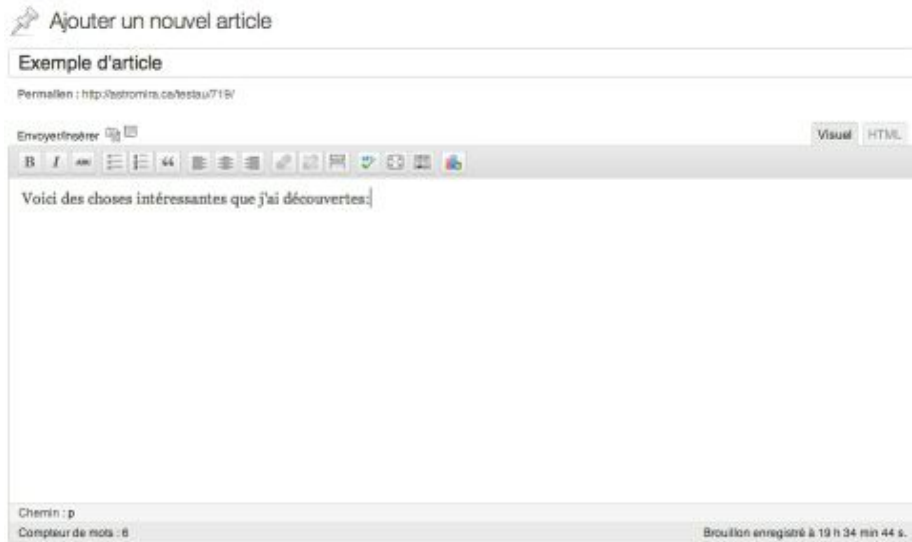 Ajouter un nouvel article
Exemple d'article
Permalien : http://astromira.ca/testau/719/
Envoyer/Insérer
Visuel HTML
B I ABC “
Voici des choses intéressantes que j'ai découvertes:
Chemin : p
Compteur de mots : 6
Brouillon enregistré à 19 h 34 min 44 s.